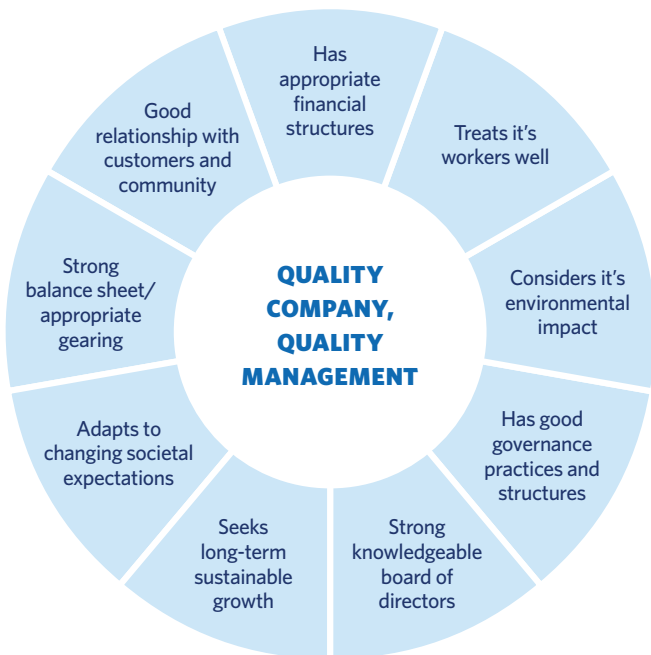 Has
appropriate
financial
structures
Treats it's
workers well
Considers it's
environmental
impact
Has good
governance
practices and
structures
Strong
knowledgeable
board of
directors
Seeks
long-term
sustainable
growth
Adapts to
changing societal
expectations
Strong
balance sheet/
appropriate
gearing
Good
relationship with
customers and
community
QUALITY
COMPANY,
QUALITY
MANAGEMENT